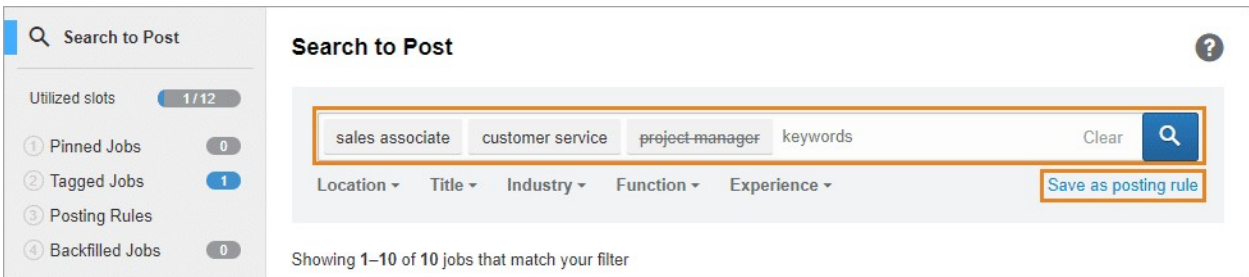 Search to Post
Utilized slots 1/12
1 Pinned Jobs 0
2 Tagged Jobs 1
3 Posting Rules
4 Backfilled Jobs 0
Search to Post ?
sales associate customer service project manager keywords Clear
Location Title Industry Function Experience Save as posting rule
Showing 1–10 of 10 jobs that match your filter